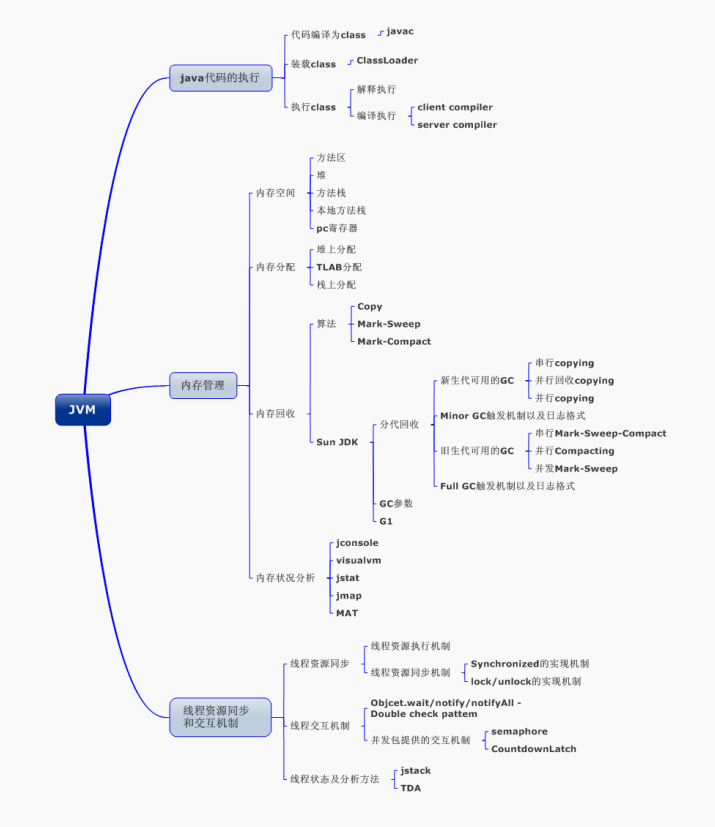 JVM
java代码的执行
代码编译为class
javac
装载class
ClassLoader
执行class
解释执行
编译执行
client compiler
server compiler
内存管理
内存空间
方法区
堆
方法栈
本地方法栈
pc寄存器
内存分配
堆上分配
TLAB分配
栈上分配
内存回收
算法
Copy
Mark-Sweep
Mark-Compact
Sun JDK
分代回收
新生代可用的GC
串行copying
并行回收copying
并行copying
Minor GC触发机制以及日志格式
旧生代可用的GC
串行Mark-Sweep-Compact
并行Compacting
并发Mark-Sweep
Full GC触发机制以及日志格式
GC参数
G1
内存状况分析
jconsole
visualvm
jstat
jmap
MAT
线程资源同步
和交互机制
线程资源同步
线程资源执行机制
线程资源同步机制
Synchronized的实现机制
lock/unlock的实现机制
线程交互机制
Objcet.wait/notify/notifyAll -
Double check pattem
并发包提供的交互机制
semaphore
CountdownLatch
线程状态及分析方法
jstack
TDA